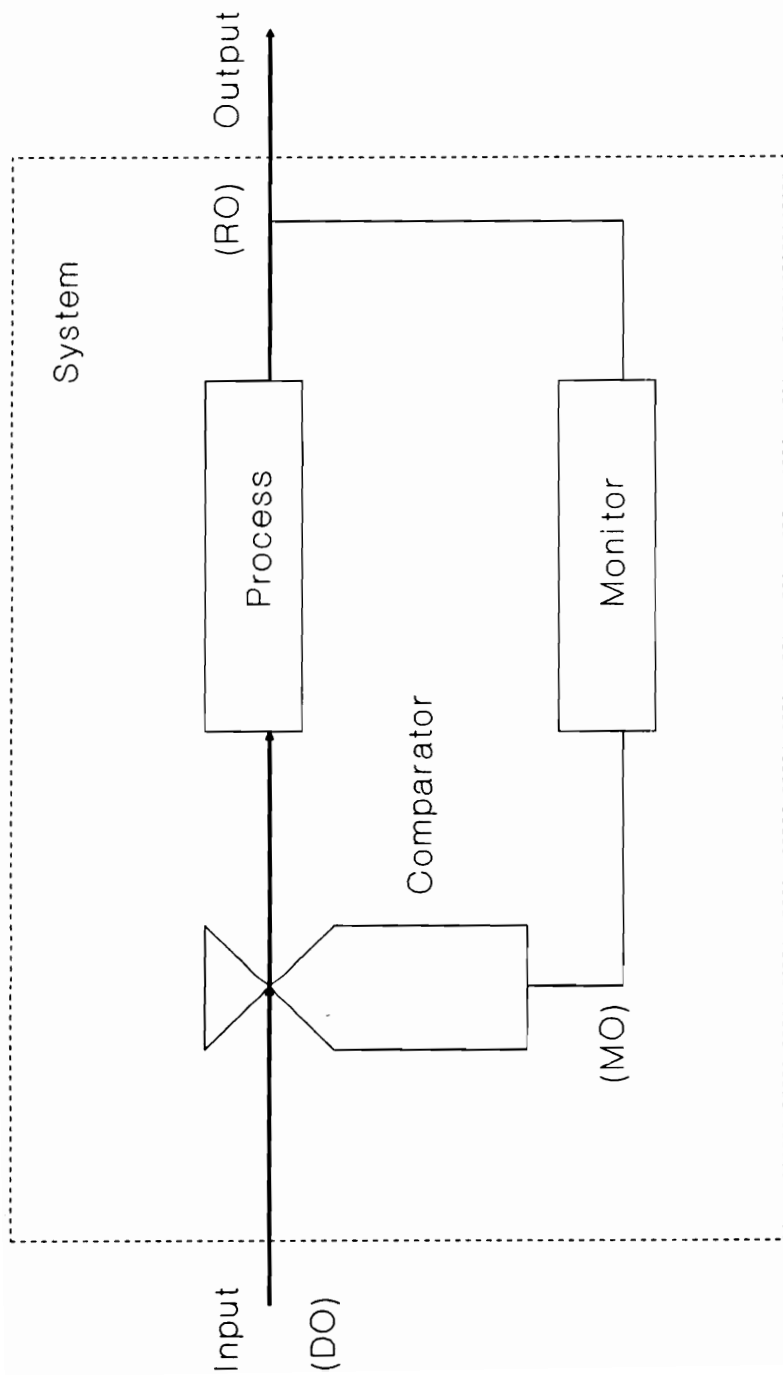 System
Input
(DO)
Process
(RO)
Output
Comparator
(MO)
Monitor